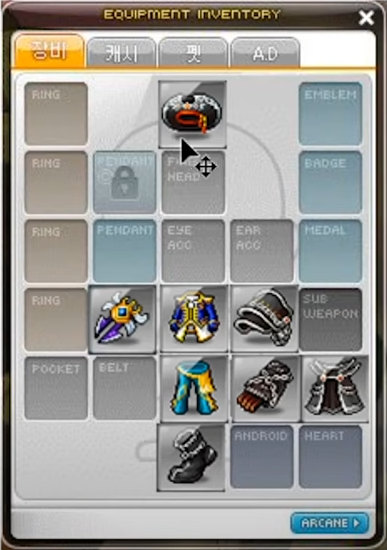 EQUIPMENT INVENTORY
장비
캐시
펫
A.D
RING
EMBLEM
RING
PENDANT
HEAD
BADGE
RING
PENDANT
EYE
ACC
EAR
ACC
MEDAL
RING
SUB
WEAPON
POCKET
BELT
ANDROID
HEART
ARCANE